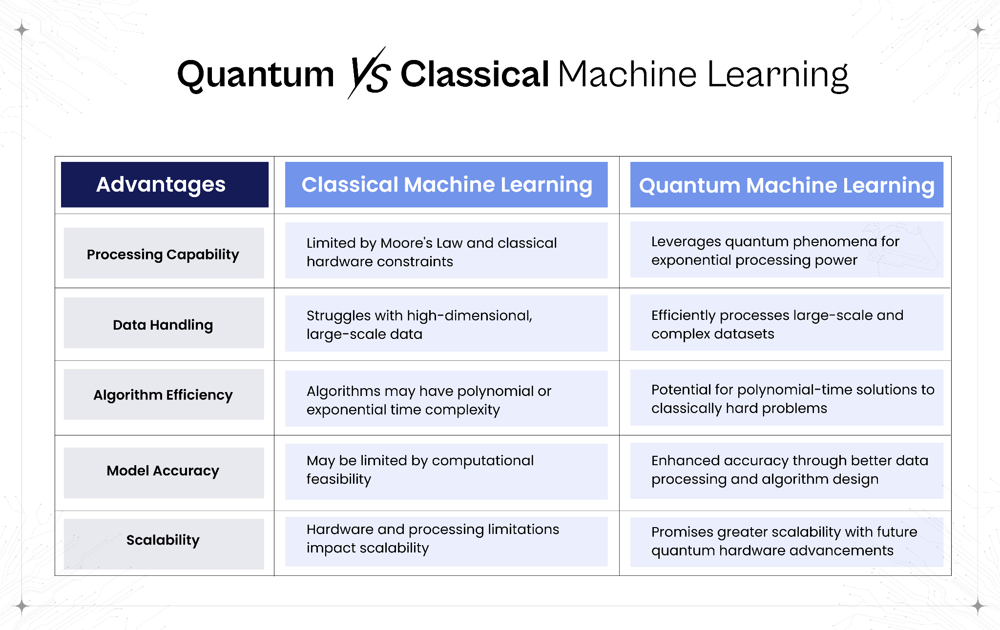 Quantum VS Classical Machine Learning
Advantages
Classical Machine Learning
Quantum Machine Learning
Processing Capability
Limited by Moore's Law and classical
hardware constraints
Leverages quantum phenomena for
exponential processing power
Data Handling
Struggles with high-dimensional,
large-scale data
Efficiently processes large-scale and
complex datasets
Algorithm Efficiency
Algorithms may have polynomial or
exponential time complexity
Potential for polynomial-time solutions to
classically hard problems
Model Accuracy
May be limited by computational
feasibility
Enhanced accuracy through better data
processing and algorithm design
Scalability
Hardware and processing limitations
impact scalability
Promises greater scalability with future
quantum hardware advancements